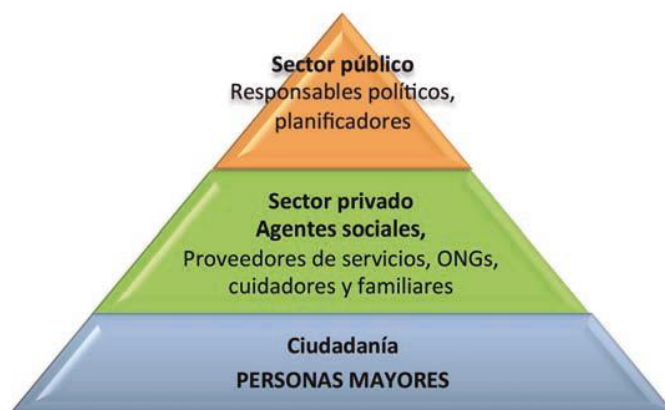 Sector público
Responsables políticos,
planificadores
Sector privado
Agentes sociales,
Proveedores de servicios, ONGs,
cuidadores y familiares
Ciudadanía
PERSONAS MAYORES